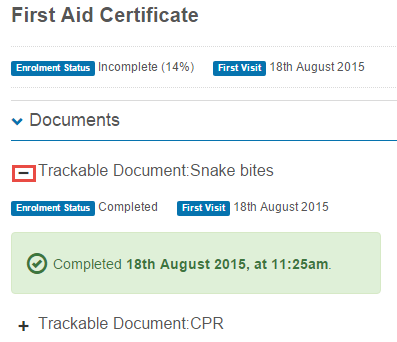 First Aid Certificate
Enrolment Status Incomplete (14%) First Visit 18th August 2015
Documents
Trackable Document:Snake bites
Enrolment Status Completed First Visit 18th August 2015
Completed 18th August 2015, at 11:25am.
Trackable Document:CPR